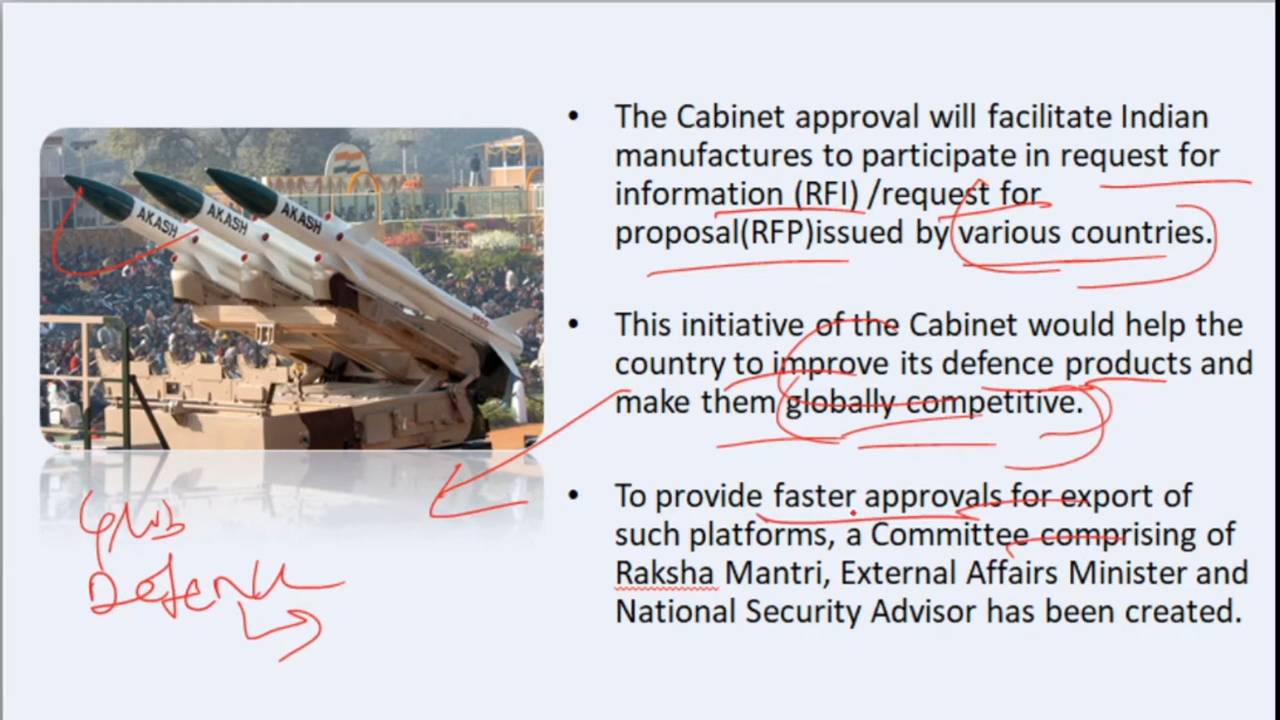 AKASH
AKASH
AKASH
• The Cabinet approval will facilitate Indian
manufactures to participate in request for
information (RFI) /request for
proposal(RFP)issued by various countries.
• This initiative of the Cabinet would help the
country to improve its defence products and
make them globally competitive.
• To provide faster approvals for export of
such platforms, a Committee comprising of
Raksha Mantri, External Affairs Minister and
National Security Advisor has been created.
Defence